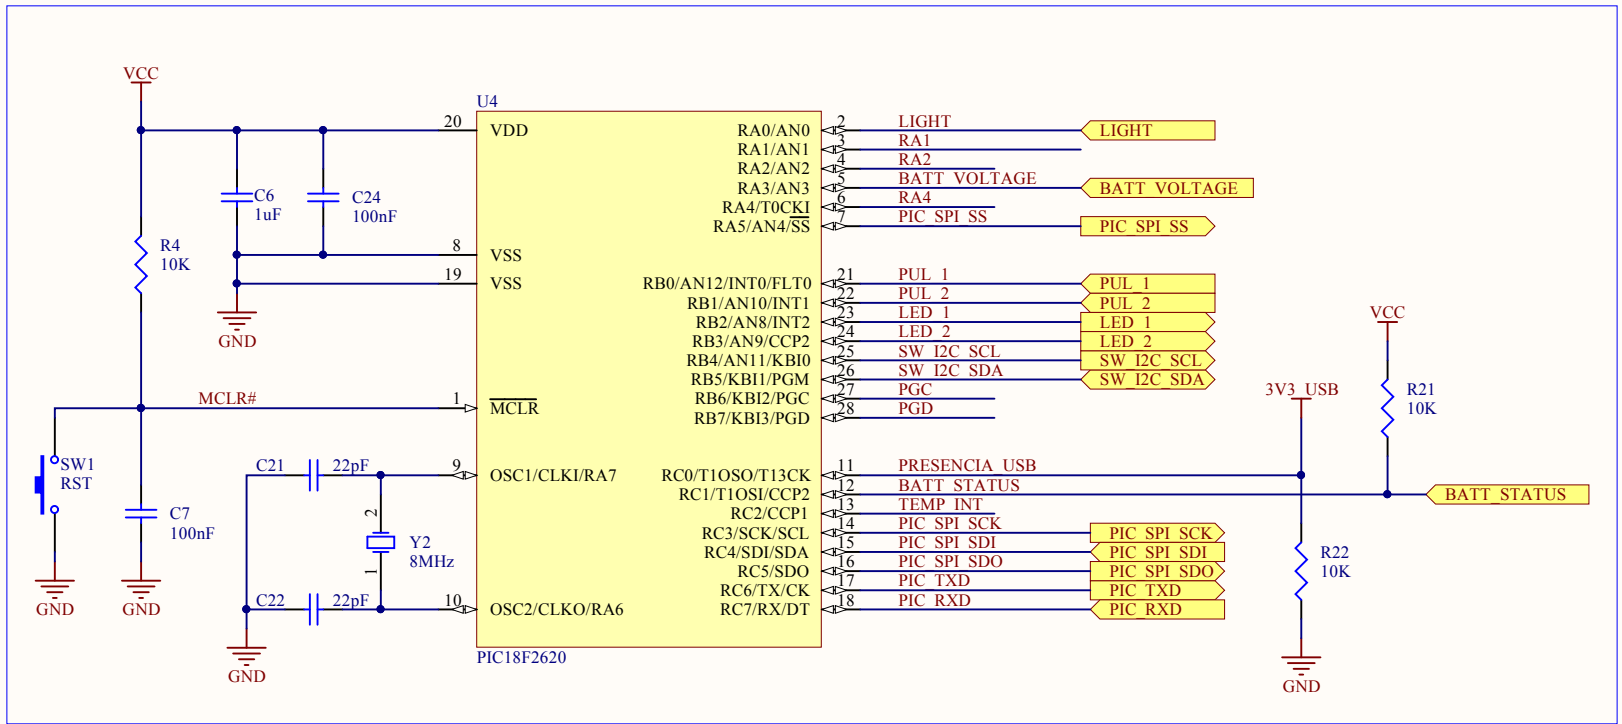 VCC
U4
20 VDD
C6
1uF
C24
100nF
R4
10K
8 VSS
19 VSS
GND
MCLR#
1 MCLR
SW1
RST
C7
100nF
GND
GND
C21 22pF
9 OSC1/CLKI/RA7
2
Y2
8MHz
1
C22 22pF
10 OSC2/CLKO/RA6
GND
PIC18F2620
RA0/AN0 2 LIGHT LIGHT
RA1/AN1 3 RA1
RA2/AN2 4 RA2
RA3/AN3 5 BATT_VOLTAGE BATT_VOLTAGE
RA4/T0CKI 6 RA4
RA5/AN4/SS 7 PIC_SPI_SS PIC_SPI_SS
RB0/AN12/INT0/FLT0 21 PUL_1 PUL_1
RB1/AN10/INT1 22 PUL_2 PUL_2
RB2/AN8/INT2 23 LED_1 LED_1
RB3/AN9/CCP2 24 LED_2 LED_2
RB4/AN11/KBI0 25 SW_I2C_SCL SW_I2C_SCL
RB5/KBI1/PGM 26 SW_I2C_SDA SW_I2C_SDA
RB6/KBI2/PGC 27 PGC
RB7/KBI3/PGD 28 PGD
RC0/T1OSO/T13CK 11 PRESENCIA_USB
RC1/T1OSI/CCP2 12 BATT_STATUS BATT_STATUS
RC2/CCP1 13 TEMP_INT
RC3/SCK/SCL 14 PIC_SPI_SCK PIC_SPI_SCK
RC4/SDI/SDA 15 PIC_SPI_SDI PIC_SPI_SDI
RC5/SDO 16 PIC_SPI_SDO PIC_SPI_SDO
RC6/TX/CK 17 PIC_TXD PIC_TXD
RC7/RX/DT 18 PIC_RXD PIC_RXD
VCC
R21
10K
3V3_USB
R22
10K
GND